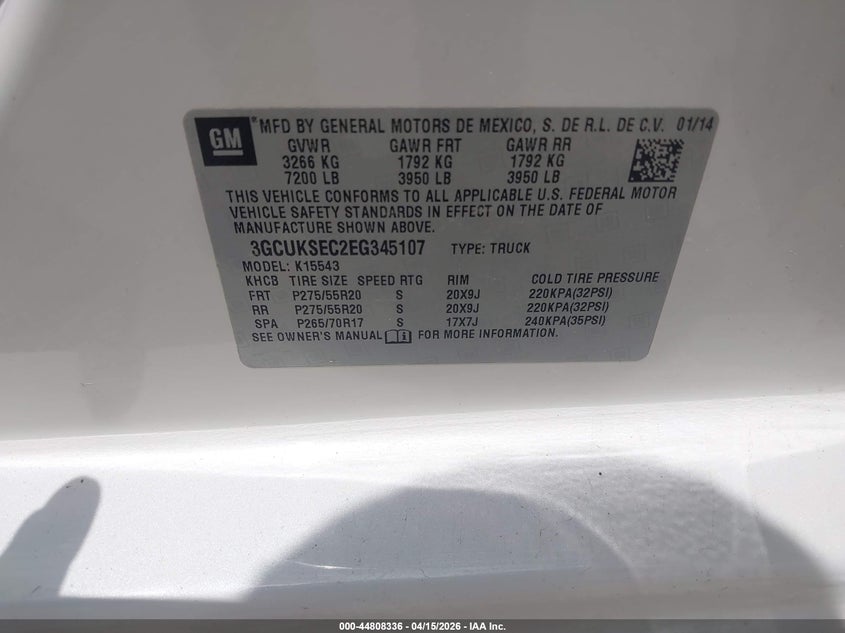 GM ® MFD BY GENERAL MOTORS DE MEXICO, S. DE R.L. DE C.V. 01/14
GVWR GAWR FRT GAWR RR
3266 KG 1792 KG 1792 KG
7200 LB 3950 LB 3950 LB
THIS VEHICLE CONFORMS TO ALL APPLICABLE U.S. FEDERAL MOTOR
VEHICLE SAFETY STANDARDS IN EFFECT ON THE DATE OF
MANUFACTURE SHOWN ABOVE.
3GCUKSEC2EG345107 TYPE: TRUCK
MODEL: K15543
KHCB TIRE SIZE SPEED RTG RIM COLD TIRE PRESSURE
FRT P275/55R20 S 20X9J 220KPA(32PSI)
RR P275/55R20 S 20X9J 220KPA(32PSI)
SPA P265/70R17 S 17X7J 240KPA(35PSI)
SEE OWNER'S MANUAL FOR MORE INFORMATION.
000-44808336 - 04/15/2026 - IAA Inc.